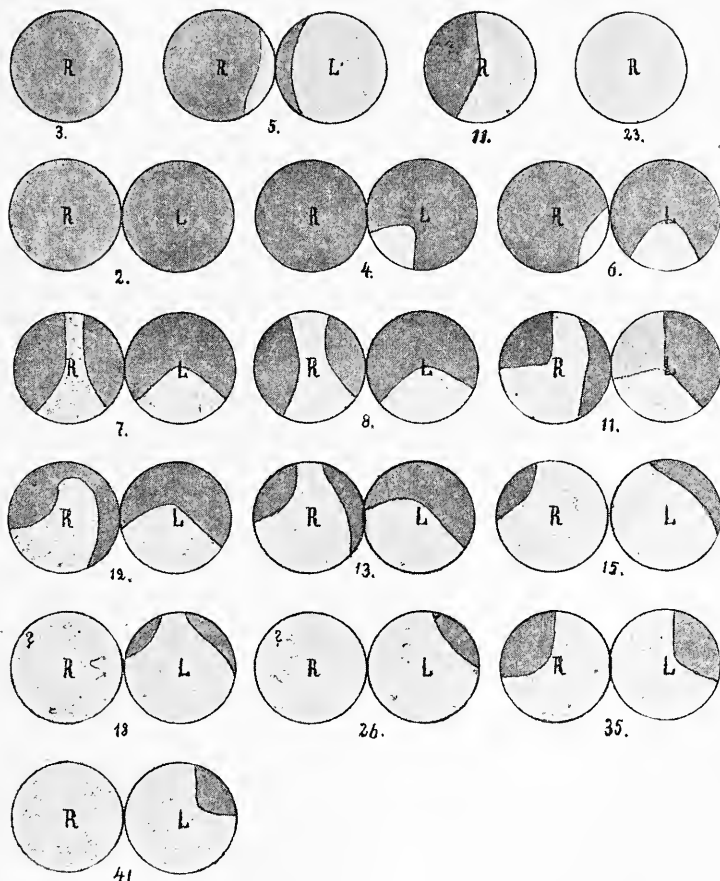 R R L R R
3. 5. 11. 23.
R L R L R L
2. 4. 6.
R L R L R L
7. 8. 11.
R L R L R L
12. 13. 15.
? ?
R L R L R L
18 26. 35.
R L
41